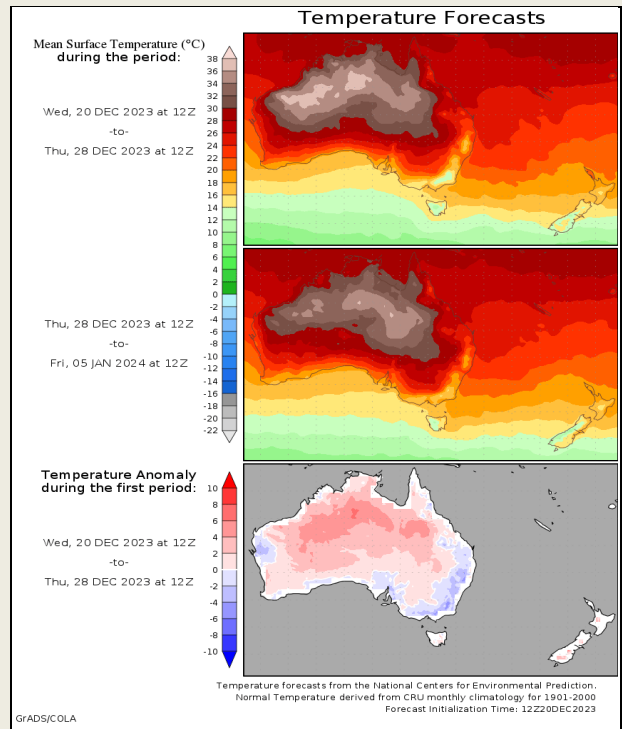 Temperature Forecasts
Mean Surface Temperature (°C)
during the period:
Wed, 20 DEC 2023 at 12Z
-to-
Thu, 28 DEC 2023 at 12Z
38
36
34
32
30
28
26
24
22
20
18
16
14
12
10
8
6
4
2
0
-2
-4
-6
-8
-10
-12
-14
-16
-18
-20
-22
Thu, 28 DEC 2023 at 12Z
-to-
Fri, 05 JAN 2024 at 12Z
Temperature Anomaly
during the first period:
Wed, 20 DEC 2023 at 12Z
-to-
Thu, 28 DEC 2023 at 12Z
10
8
6
4
2
0
-2
-4
-6
-8
-10
Temperature forecasts from the National Centers for Environmental Prediction.
Normal Temperature derived from CRU monthly climatology for 1901-2000
Forecast Initialization Time: 12Z20DEC2023
GrADS/COLA